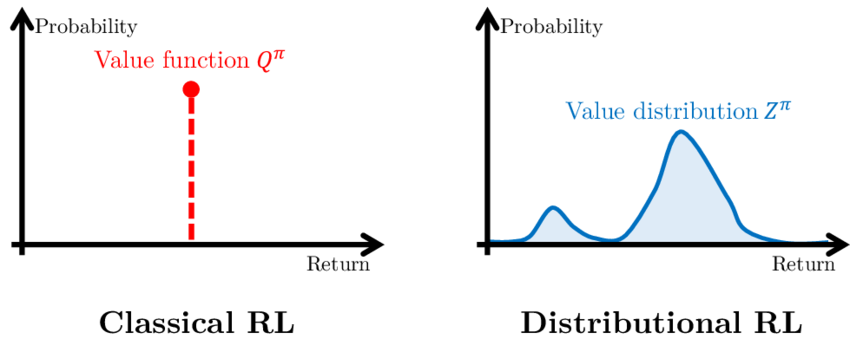 Probability
Value function Q^π
Return
Classical RL
Probability
Value distribution Z^π
Return
Distributional RL